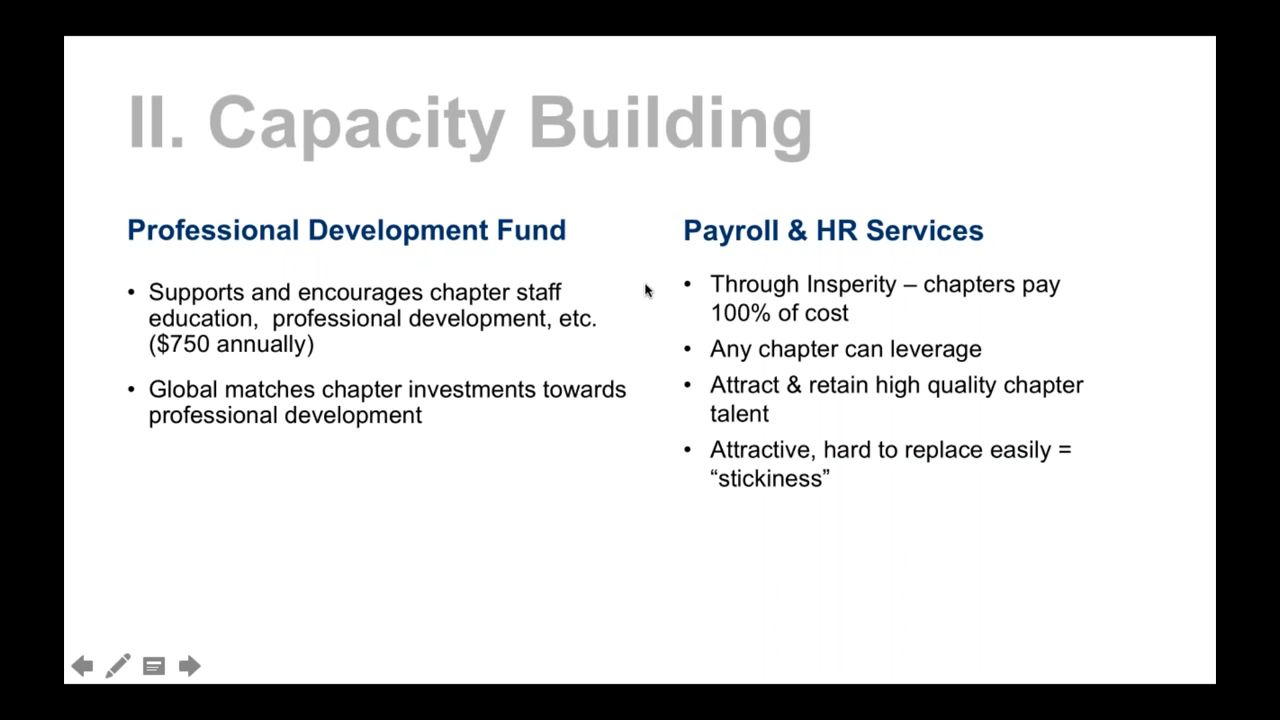 II. Capacity Building
Professional Development Fund
• Supports and encourages chapter staff
education,  professional development, etc.
($750 annually)
• Global matches chapter investments towards
professional development
Payroll & HR Services
• Through Insperity – chapters pay
100% of cost
• Any chapter can leverage
• Attract & retain high quality chapter
talent
• Attractive, hard to replace easily =
“stickiness”